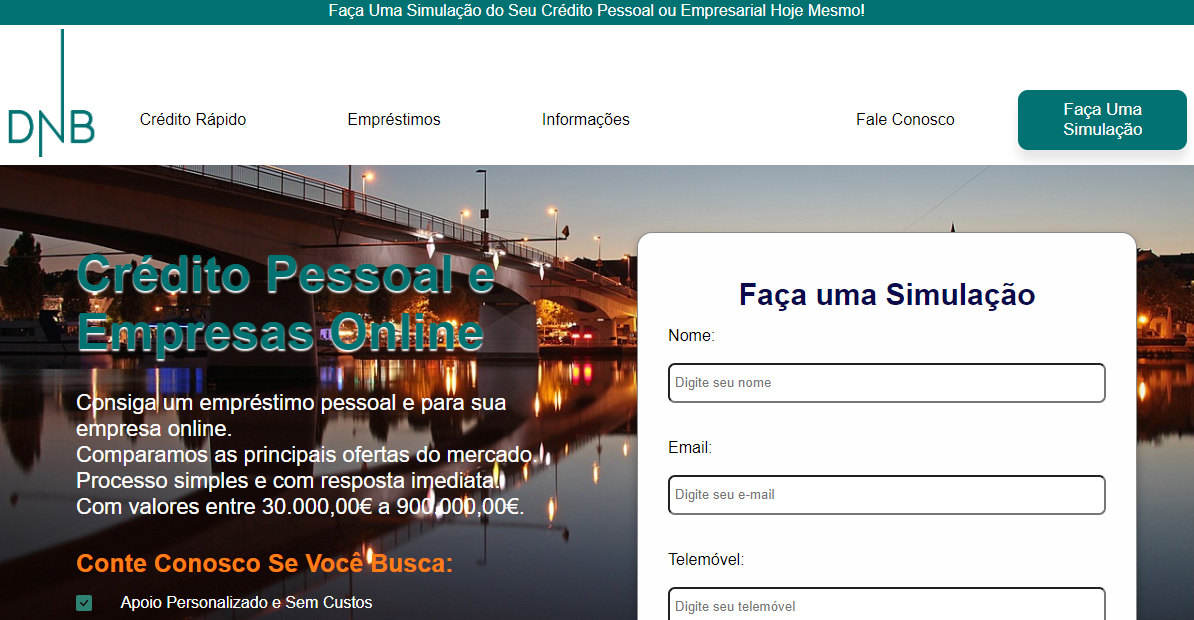 Faça Uma Simulação do Seu Crédito Pessoal ou Empresarial Hoje Mesmo!
DNB
Crédito Rápido
Empréstimos
Informações
Fale Conosco
Faça Uma
Simulação
Crédito Pessoal e
Empresas Online
Consiga um empréstimo pessoal e para sua
empresa online.
Comparamos as principais ofertas do mercado.
Processo simples e com resposta imediata!
Com valores entre 30.000,00€ a 900.000,00€.
Conte Conosco Se Você Busca:
Apoio Personalizado e Sem Custos
Faça uma Simulação
Nome:
Digite seu nome
Email:
Digite seu e-mail
Telemóvel:
Digite seu telemóvel